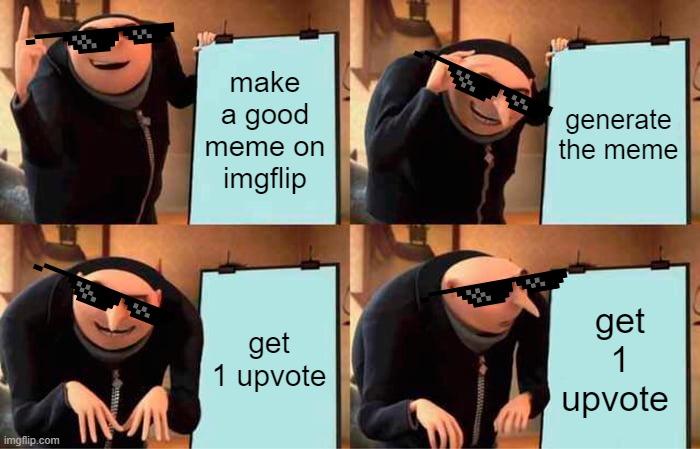 make
a good
meme on
imgflip
generate
the meme
get
1 upvote
get
1
upvote
imgflip.com